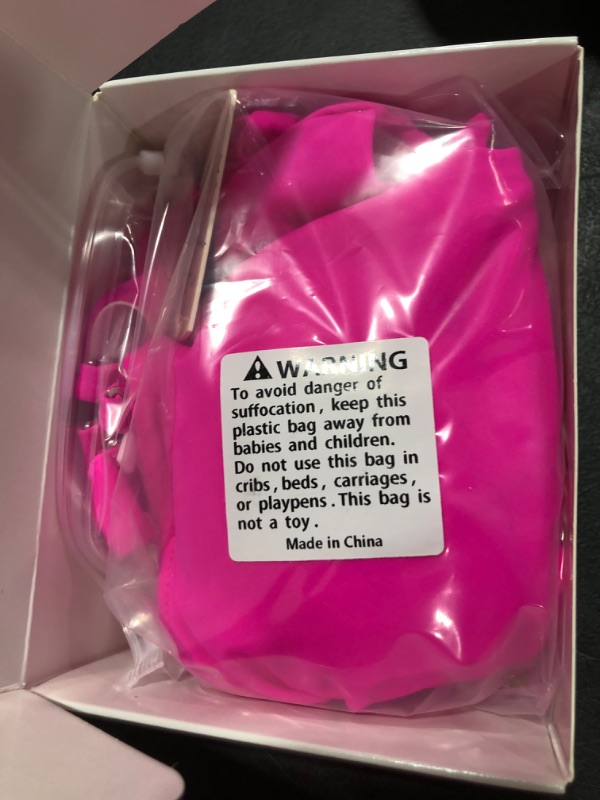 WARNING
To avoid danger of
suffocation, keep this
plastic bag away from
babies and children.
Do not use this bag in
cribs, beds, carriages,
or playpens. This bag is
not a toy.
Made in China